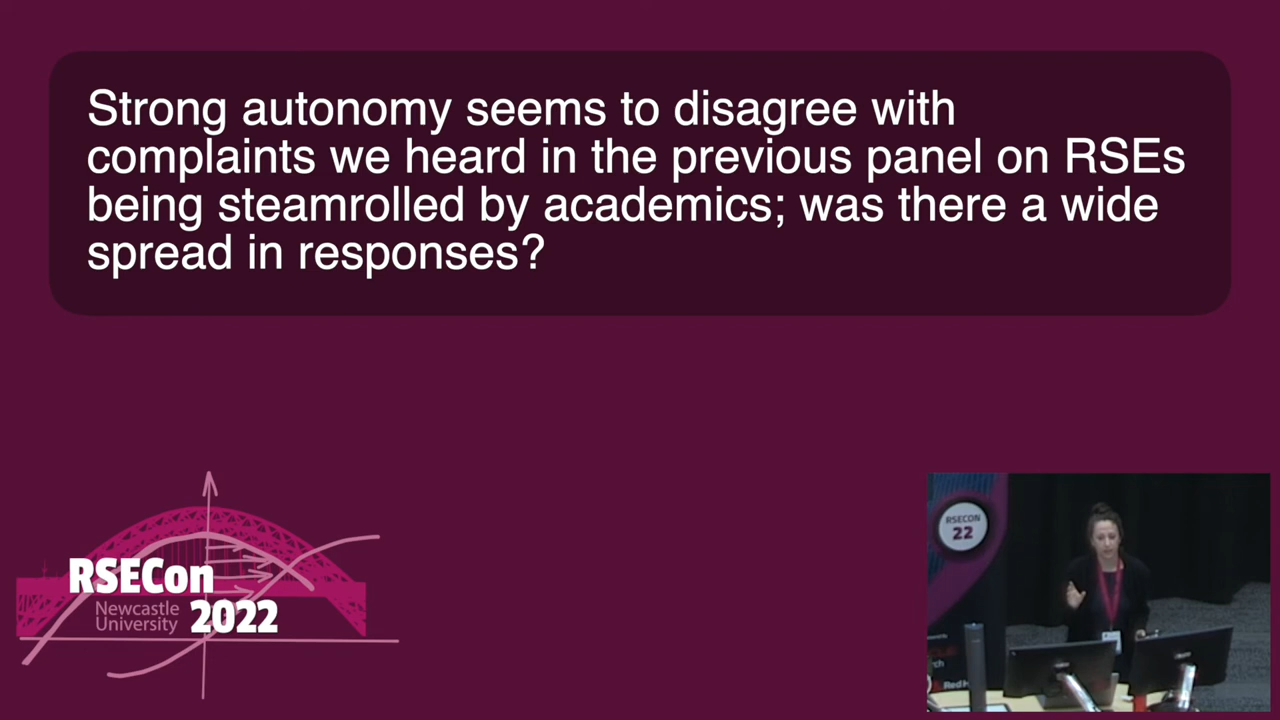 Strong autonomy seems to disagree with
complaints we heard in the previous panel on RSEs
being steamrolled by academics; was there a wide
spread in responses?
RSECon
Newcastle
University
2022
RSECON
22